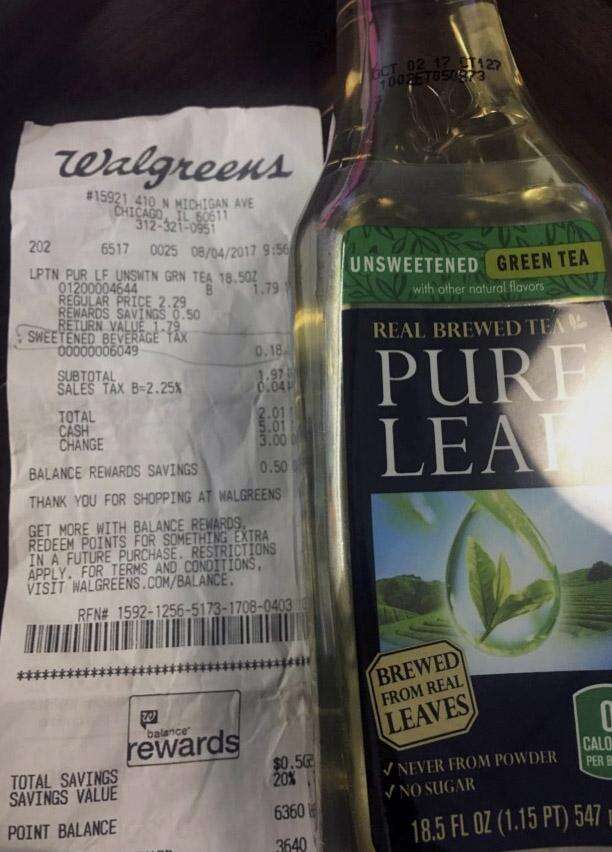 Walgreens
#15921 410 N MICHIGAN AVE
CHICAGO, IL 60611
312-321-0951
202 6517 0025 08/04/2017 9:56
LPTN PUR LF UNSWTN GRN TEA 18.5OZ
01200004644 B 1.79
REGULAR PRICE 2.29
REWARDS SAVINGS 0.50
RETURN VALUE 1.79
SWEETENED BEVERAGE TAX
00000006049 0.18
SUBTOTAL 1.97
SALES TAX B=2.25% 0.04
TOTAL 2.01
CASH 5.01
CHANGE 3.00
BALANCE REWARDS SAVINGS 0.50
THANK YOU FOR SHOPPING AT WALGREENS
GET MORE WITH BALANCE REWARDS.
REDEEM POINTS FOR SOMETHING EXTRA
IN A FUTURE PURCHASE. RESTRICTIONS
APPLY. FOR TERMS AND CONDITIONS,
VISIT WALGREENS.COM/BALANCE.
RFN# 1592-1256-5173-1708-0403
*****************************
W
balance®
rewards
TOTAL SAVINGS $0.50
SAVINGS VALUE 20%
POINT BALANCE 6360
3640
OCT 02 17
UNSWEETENED GREEN TEA
with other natural flavors
REAL BREWED TEA
PURE
LEAF
BREWED
FROM REAL
LEAVES
✓ NEVER FROM POWDER
✓ NO SUGAR
0
CALO
PER B
18.5 FL OZ (1.15 PT) 547